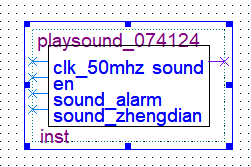 playsound_074124
clk_50mhz sound
en
sound_alarm
sound_zhengdian
inst